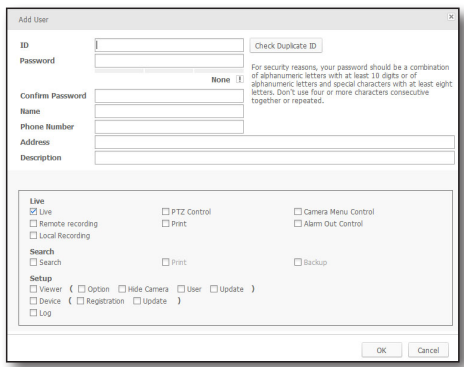 Add User
ID
Check Duplicate ID
Password
For security reasons, your password should be a combination
of alphanumeric letters with at least 10 digits or of
alphanumeric letters and special characters with at least eight
letters. Don't use four or more characters consecutive
together or repeated.
None !
Confirm Password
Name
Phone Number
Address
Description
Live
Live PTZ Control Camera Menu Control
Remote recording Print Alarm Out Control
Local Recording
Search
Search Print Backup
Setup
Viewer ( Option Hide Camera User Update )
Device ( Registration Update )
Log
OK Cancel